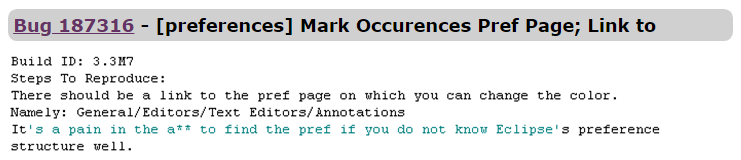 Bug 187316 - [preferences] Mark Occurences Pref Page; Link to
Build ID: 3.3M7
Steps To Reproduce:
There should be a link to the pref page on which you can change the color.
Namely: General/Editors/Text Editors/Annotations
It's a pain in the a** to find the pref if you do not know Eclipse's preference
structure well.